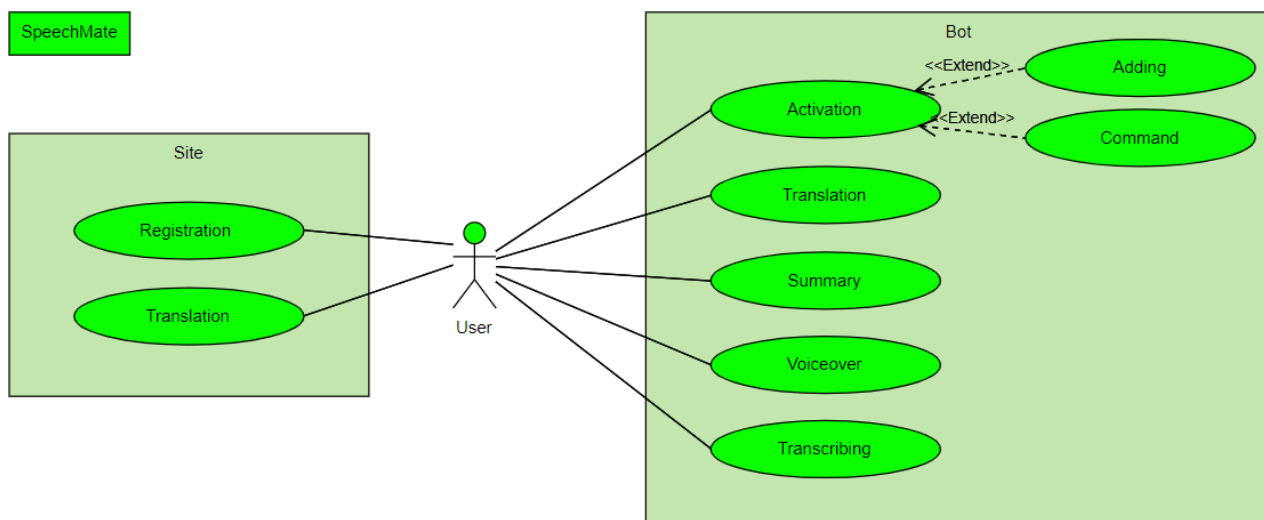 SpeechMate
Site
Registration
Translation
User
Bot
Activation
<<Extend>>
Adding
<<Extend>>
Command
Translation
Summary
Voiceover
Transcribing